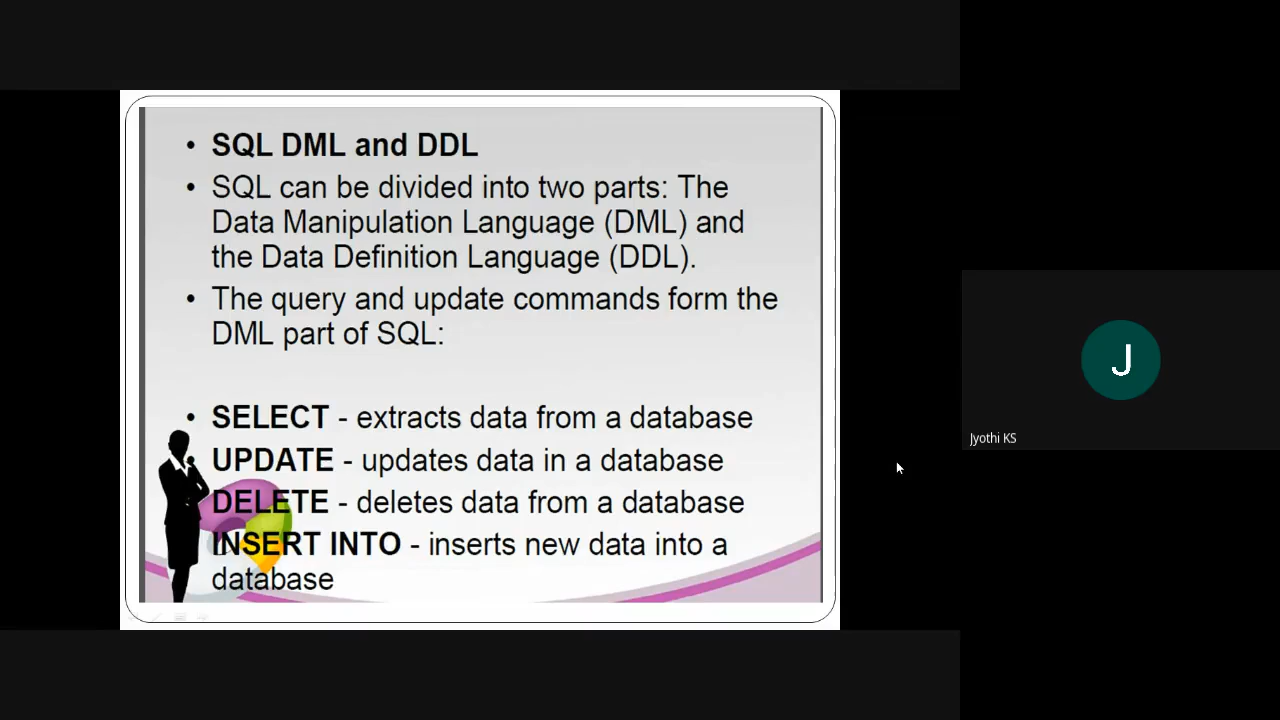 • SQL DML and DDL
• SQL can be divided into two parts: The
Data Manipulation Language (DML) and
the Data Definition Language (DDL).
• The query and update commands form the
DML part of SQL:
• SELECT - extracts data from a database
UPDATE - updates data in a database
DELETE - deletes data from a database
INSERT INTO - inserts new data into a
database
J
Jyothi KS